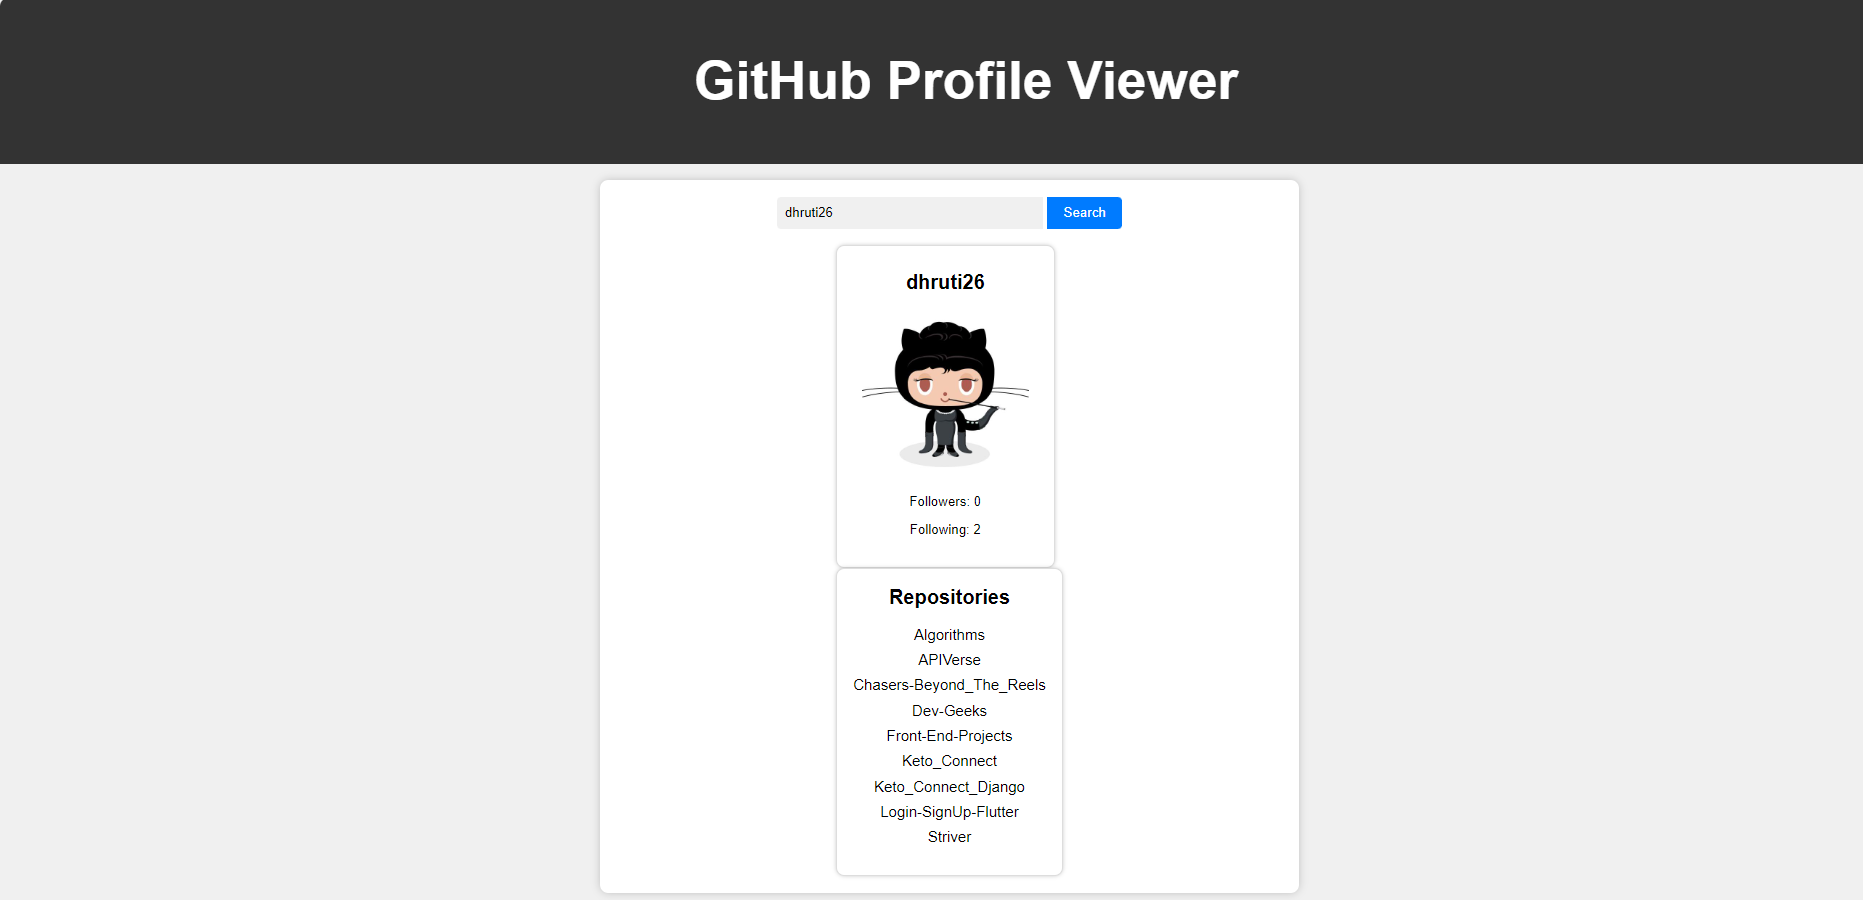 GitHub Profile Viewer
dhruti26 Search
dhruti26
Followers: 0
Following: 2
Repositories
Algorithms
APIVerse
Chasers-Beyond_The_Reels
Dev-Geeks
Front-End-Projects
Keto_Connect
Keto_Connect_Django
Login-SignUp-Flutter
Striver